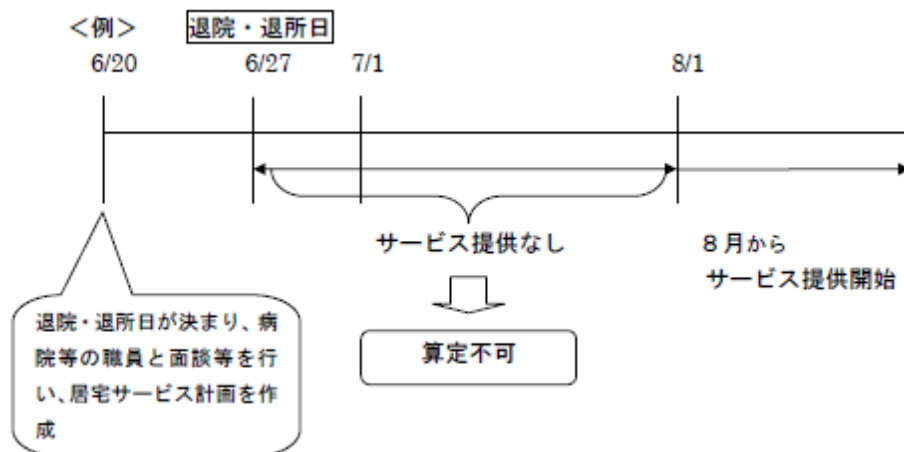 ＜例＞
退院・退所日
6/20
6/27
7/1
8/1
サービス提供なし
８月から
サービス提供開始
算定不可
退院・退所日が決まり、病
院等の職員と面談等を行
い、居宅サービス計画を作
成